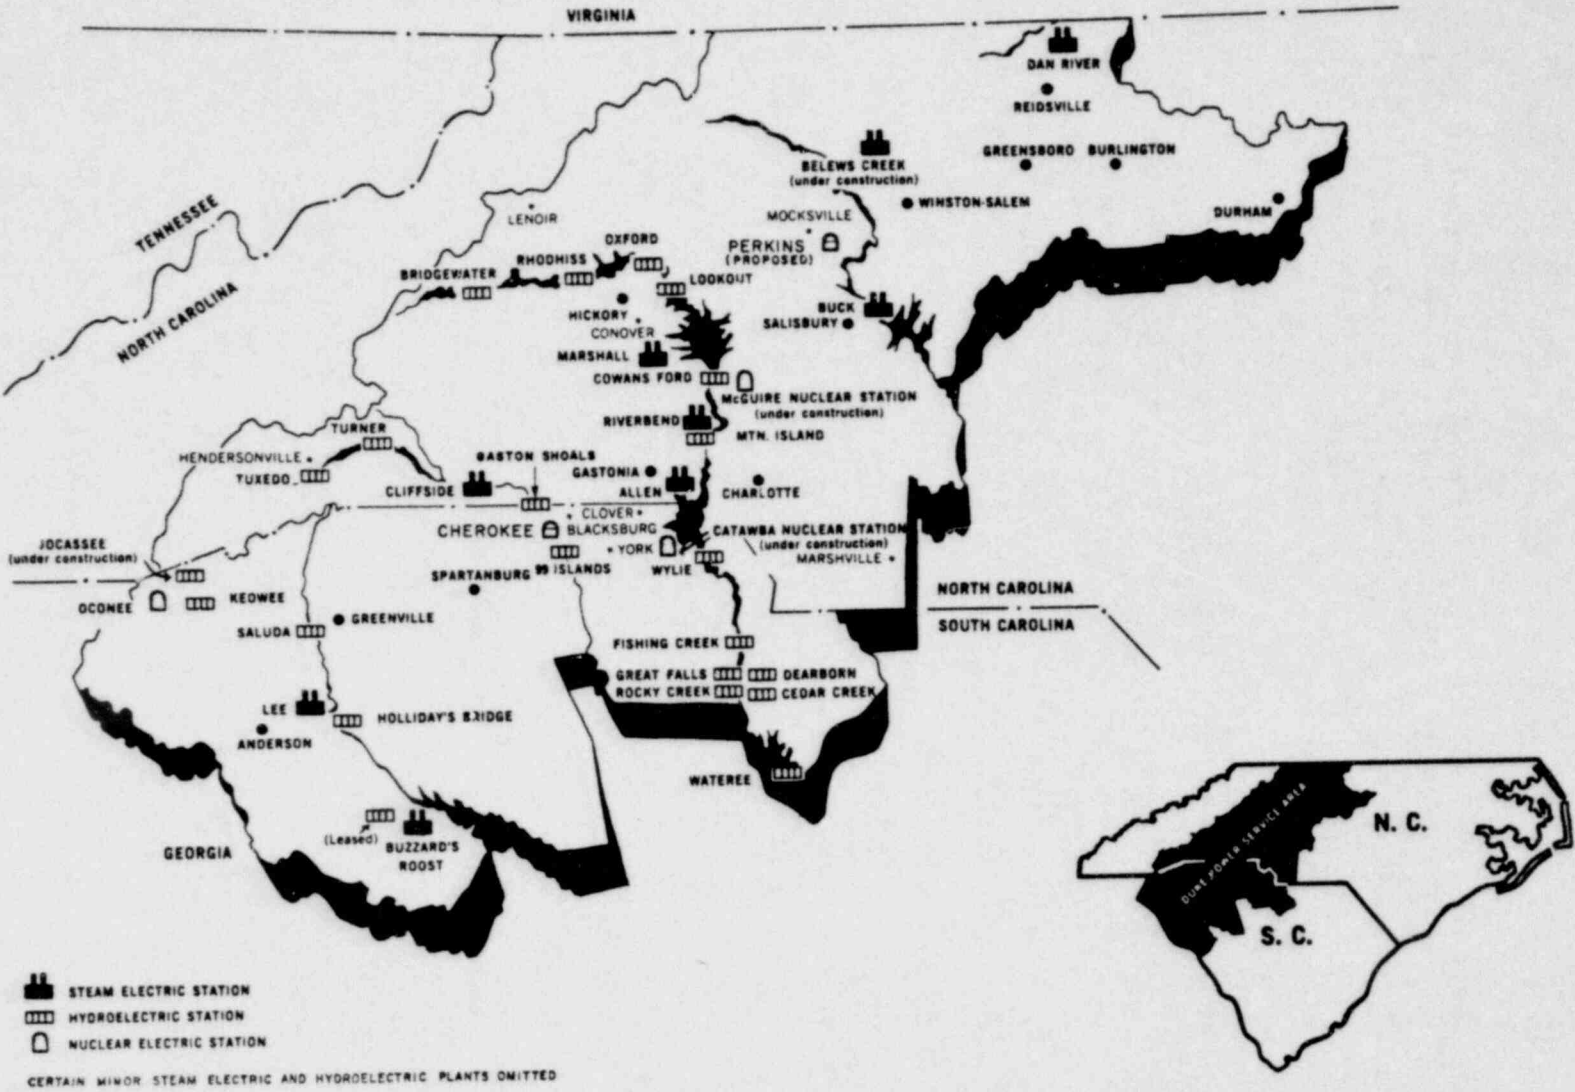 VIRGINIA
DAN RIVER
REIDSVILLE
GREENSBORO
BURLINGTON
BELEWS CREEK
(under construction)
WINSTON-SALEM
DURHAM
TENNESSEE
NORTH CAROLINA
LENOIR
MOCKSVILLE
PERKINS
(PROPOSED)
OXFORD
RHODHISS
BRIDGEWATER
LOOKOUT
HICKORY
CONOVER
BUCK
SALISBURY
MARSHALL
COWANS FORD
McGUIRE NUCLEAR STATION
(under construction)
RIVERBEND
MTN. ISLAND
TURNER
HENDERSONVILLE
TUXEDO
GASTON SHOALS
GASTONIA
CLIFFSIDE
ALLEN
CHARLOTTE
CLOVER
CHEROKEE
BLACKSBURG
CATAWBA NUCLEAR STATION
(under construction)
MARSHVILLE
YORK
JOCASSEE
(under construction)
SPARTANBURG
99 ISLANDS
WYLIE
NORTH CAROLINA
SOUTH CAROLINA
OCONEE
KEOWEE
SALUDA
GREENVILLE
FISHING CREEK
GREAT FALLS
DEARBORN
ROCKY CREEK
CEDAR CREEK
LEE
HOLLIDAY'S BRIDGE
ANDERSON
WATEREE
(Leased)
BUZZARD'S
ROOST
GEORGIA
DUKE POWER SERVICE AREA
N. C.
S. C.
STEAM ELECTRIC STATION
HYDROELECTRIC STATION
NUCLEAR ELECTRIC STATION
CERTAIN MINOR STEAM ELECTRIC AND HYDROELECTRIC PLANTS OMITTED